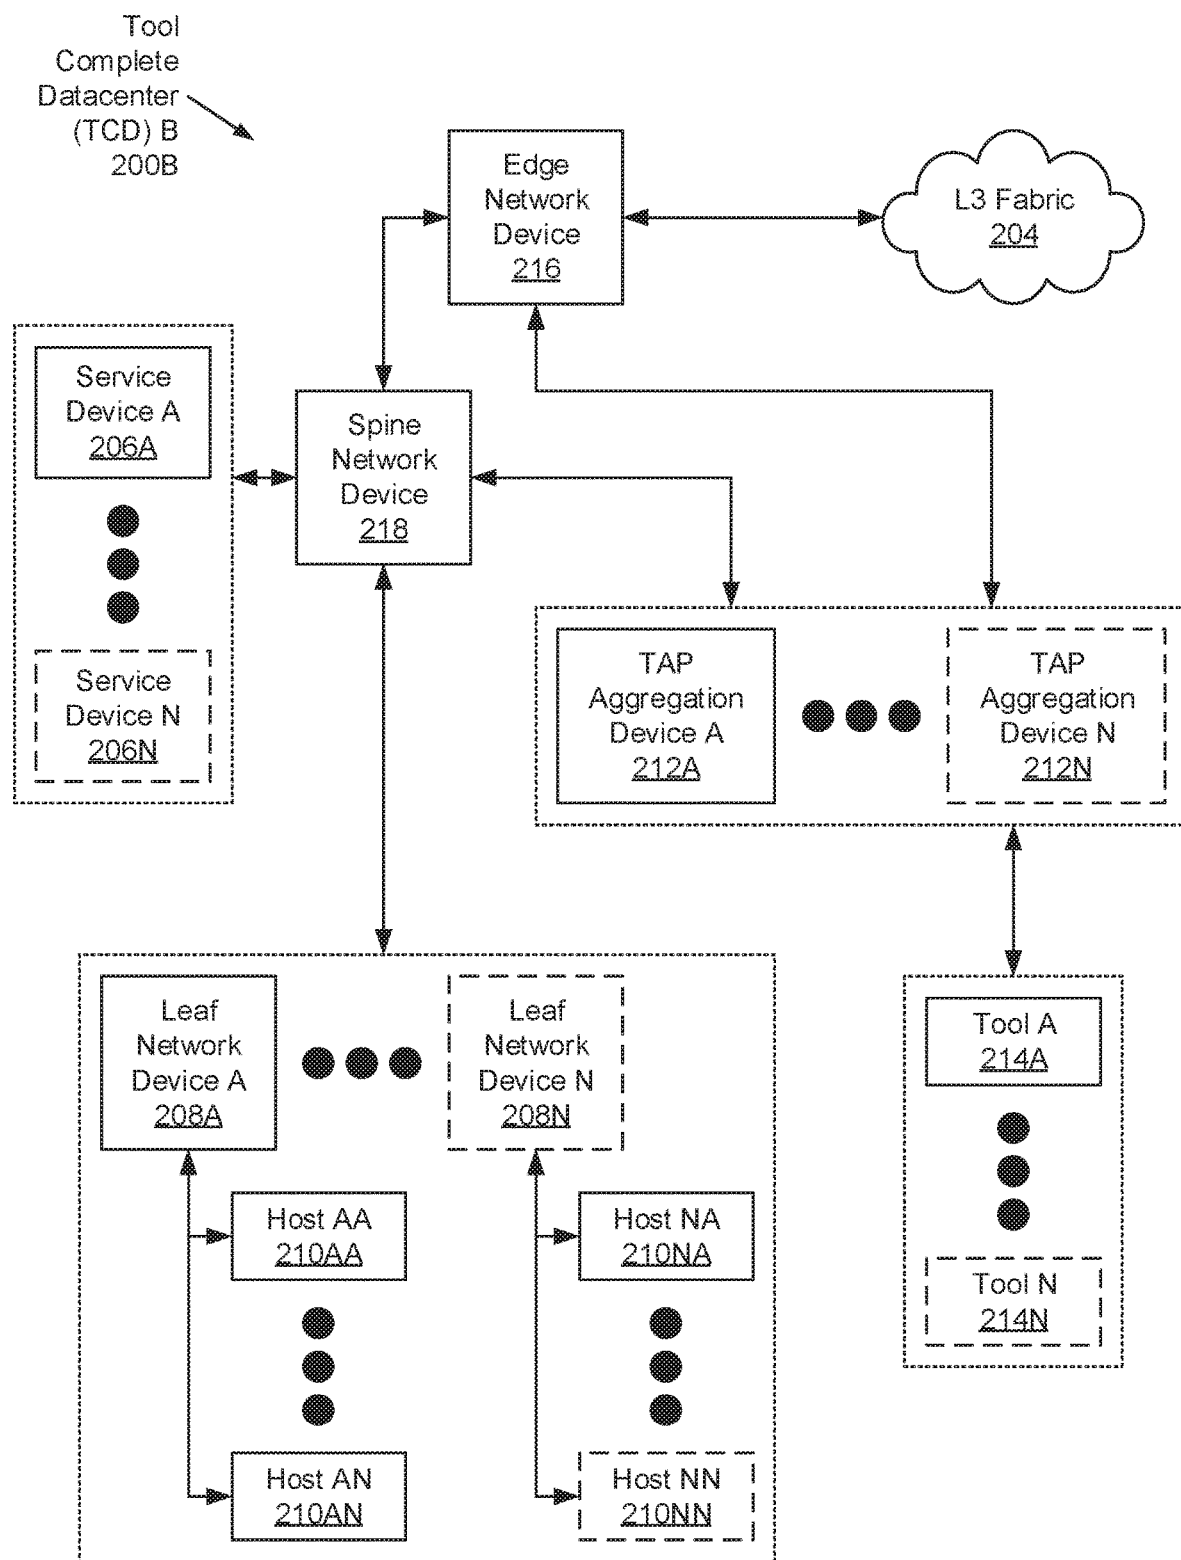 Tool
Complete
Datacenter
(TCD) B
200B
Edge
Network
Device
216
L3 Fabric
204
Service
Device A
206A
Spine
Network
Device
218
Service
Device N
206N
TAP
Aggregation
Device A
212A
TAP
Aggregation
Device N
212N
Leaf
Network
Device A
208A
Leaf
Network
Device N
208N
Tool A
214A
Host AA
210AA
Host NA
210NA
Tool N
214N
Host AN
210AN
Host NN
210NN